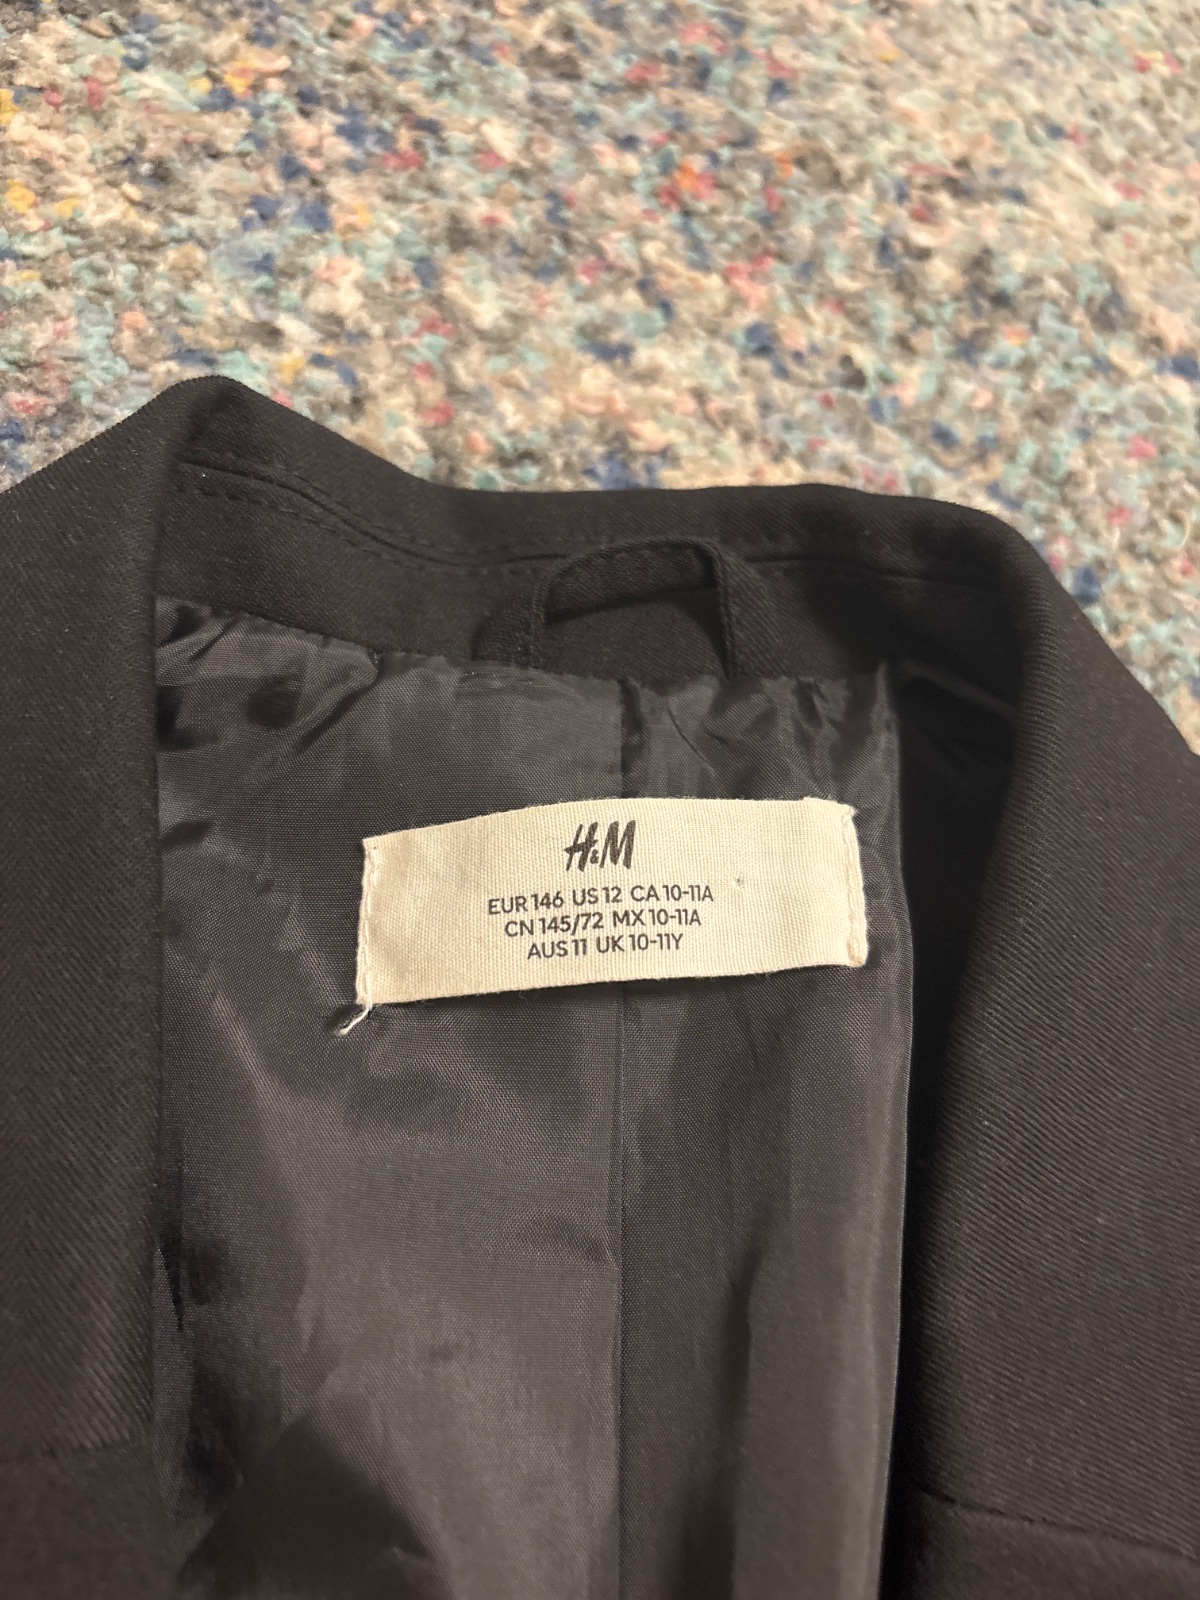 H&M
EUR 146 US 12 CA 10-11A
CN 145/72 MX 10-11A
AUS 11 UK 10-11Y